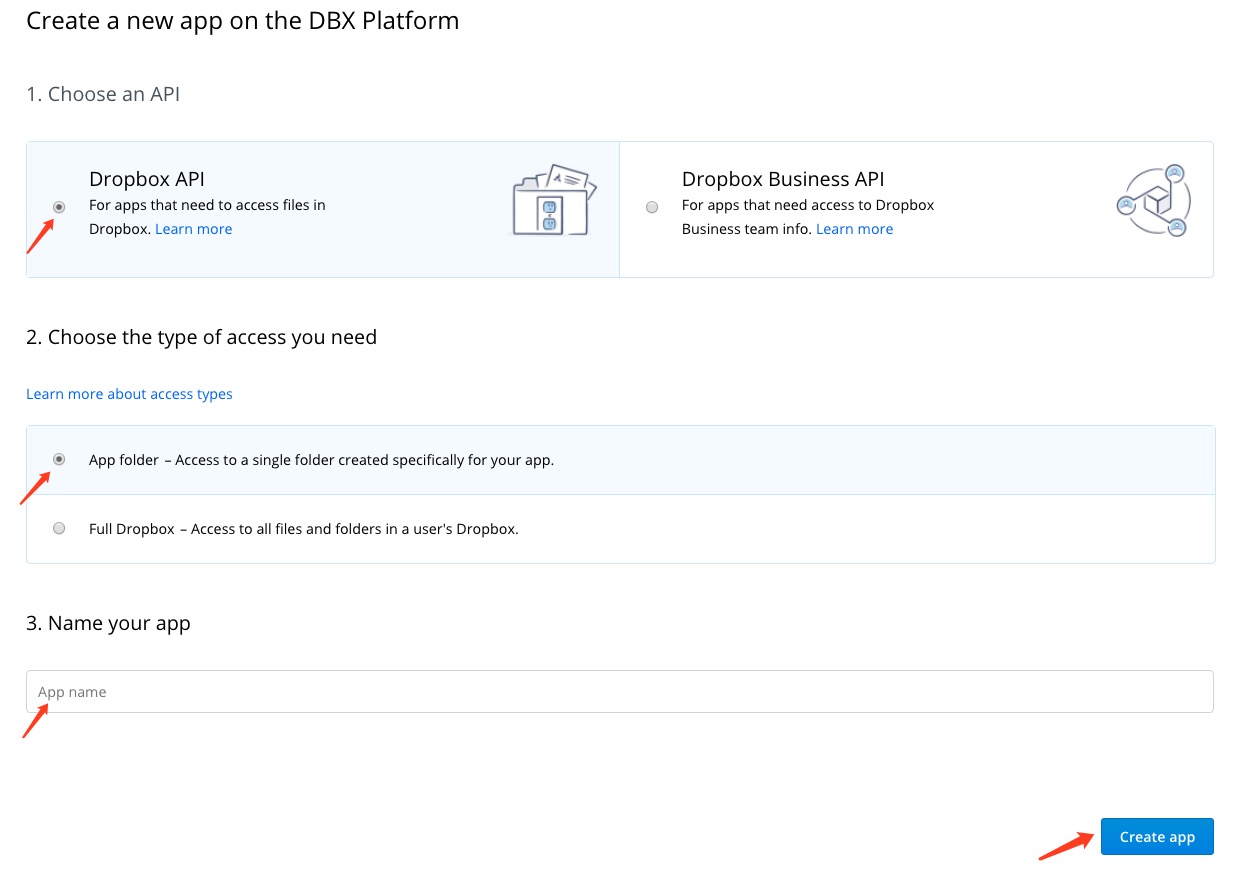 Create a new app on the DBX Platform
1. Choose an API
Dropbox API
For apps that need to access files in
Dropbox. Learn more
Dropbox Business API
For apps that need access to Dropbox
Business team info. Learn more
2. Choose the type of access you need
Learn more about access types
App folder – Access to a single folder created specifically for your app.
Full Dropbox – Access to all files and folders in a user's Dropbox.
3. Name your app
App name
Create app